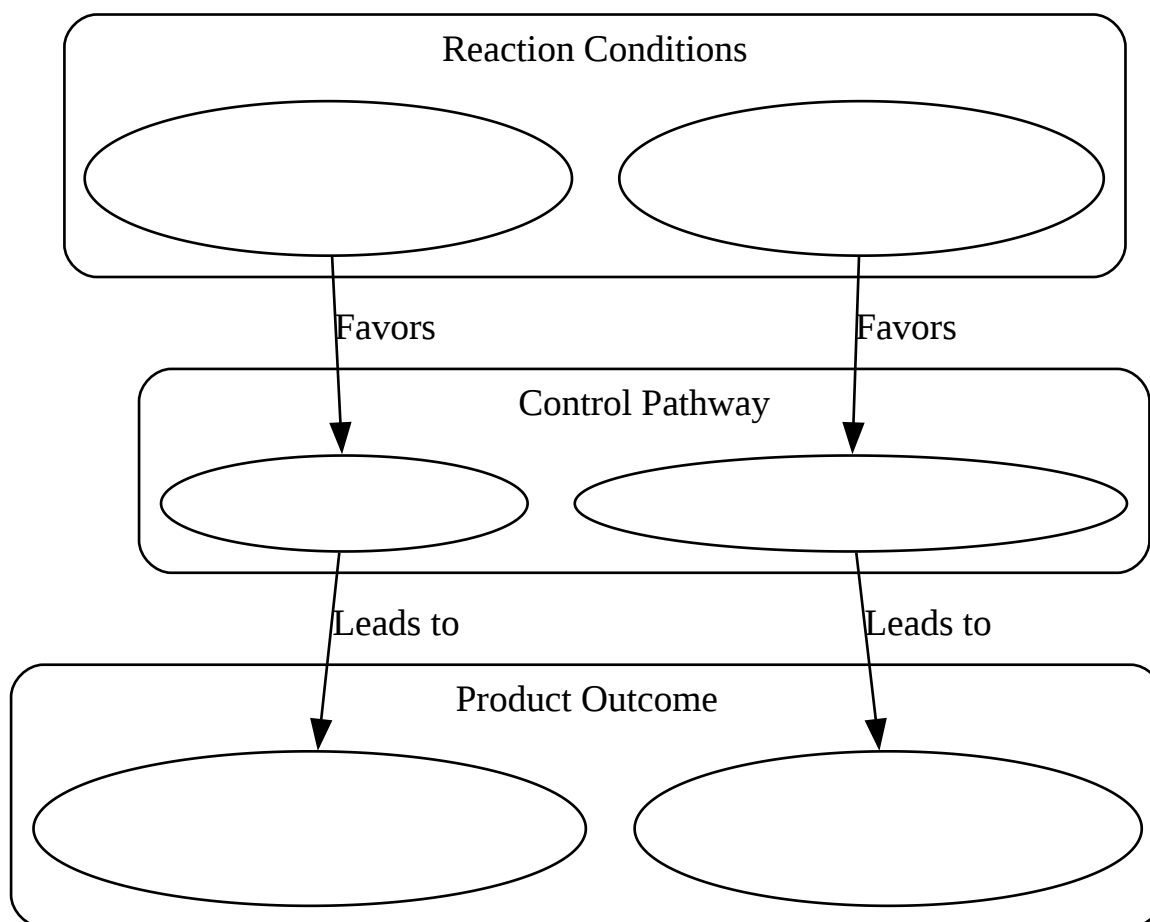 Reaction Conditions
Favors
Favors
Control Pathway
Leads to
Leads to
Product Outcome